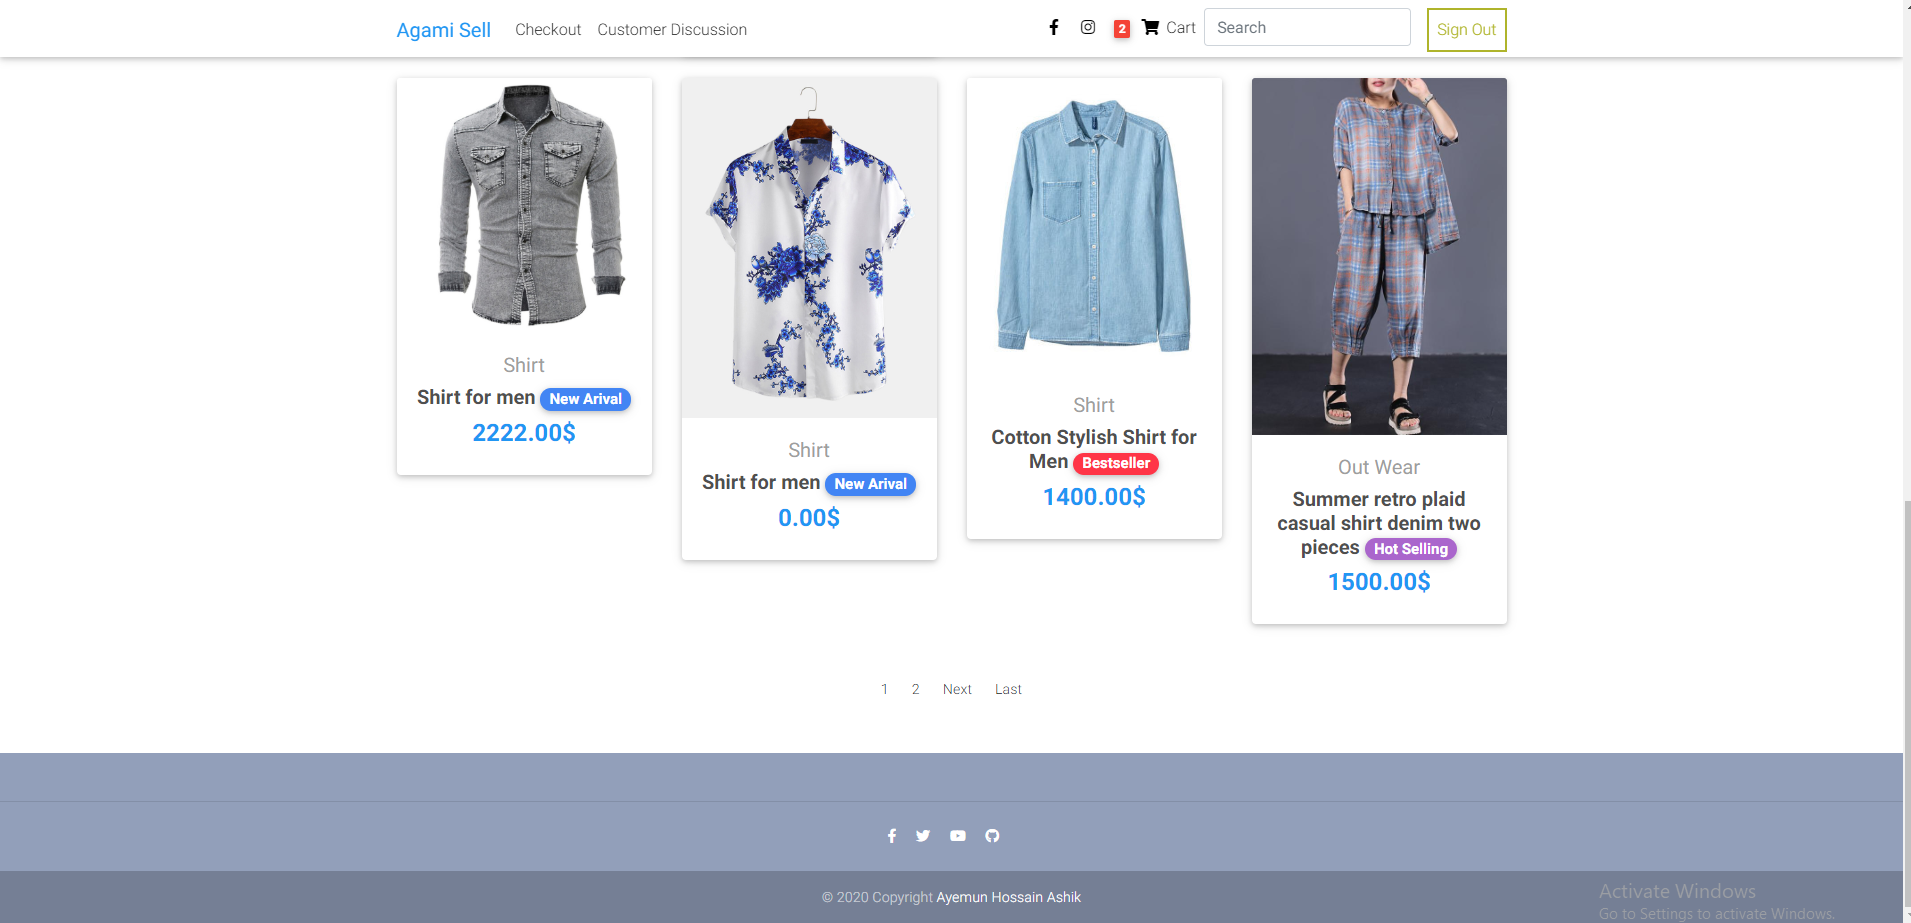 Agami Sell
Checkout
Customer Discussion
2
Cart
Search
Sign Out
Shirt
Shirt for men New Arival
2222.00$
Shirt
Shirt for men New Arival
0.00$
Shirt
Cotton Stylish Shirt for
Men Bestseller
1400.00$
Out Wear
Summer retro plaid
casual shirt denim two
pieces Hot Selling
1500.00$
1 2 Next Last
© 2020 Copyright Ayemun Hossain Ashik
Activate Windows
Go to Settings to activate Windows.